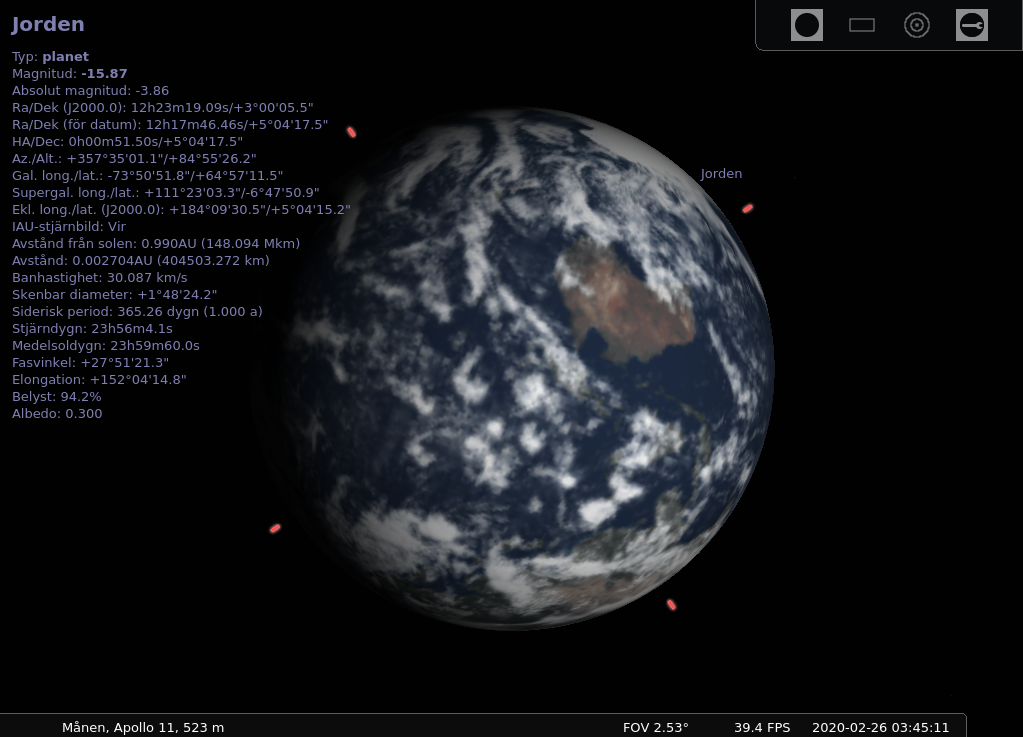 Jorden
Typ: planet
Magnitud: -15.87
Absolut magnitud: -3.86
Ra/Dek (J2000.0): 12h23m19.09s/+3°00'05.5"
Ra/Dek (för datum): 12h17m46.46s/+5°04'17.5"
HA/Dec: 0h00m51.50s/+5°04'17.5"
Az./Alt.: +357°35'01.1"/+84°55'26.2"
Gal. long./lat.: -73°50'51.8"/+64°57'11.5"
Supergal. long./lat.: +111°23'03.3"/-6°47'50.9"
Ekl. long./lat. (J2000.0): +184°09'30.5"/+5°04'15.2"
IAU-stjärnbild: Vir
Avstånd från solen: 0.990AU (148.094 Mkm)
Avstånd: 0.002704AU (404503.272 km)
Banhastighet: 30.087 km/s
Skenbar diameter: +1°48'24.2"
Siderisk period: 365.26 dygn (1.000 a)
Stjärndygn: 23h56m4.1s
Medelsoldygn: 23h59m60.0s
Fasvinkel: +27°51'21.3"
Elongation: +152°04'14.8"
Belyst: 94.2%
Albedo: 0.300
Jorden
Månen, Apollo 11, 523 m FOV 2.53° 39.4 FPS 2020-02-26 03:45:11